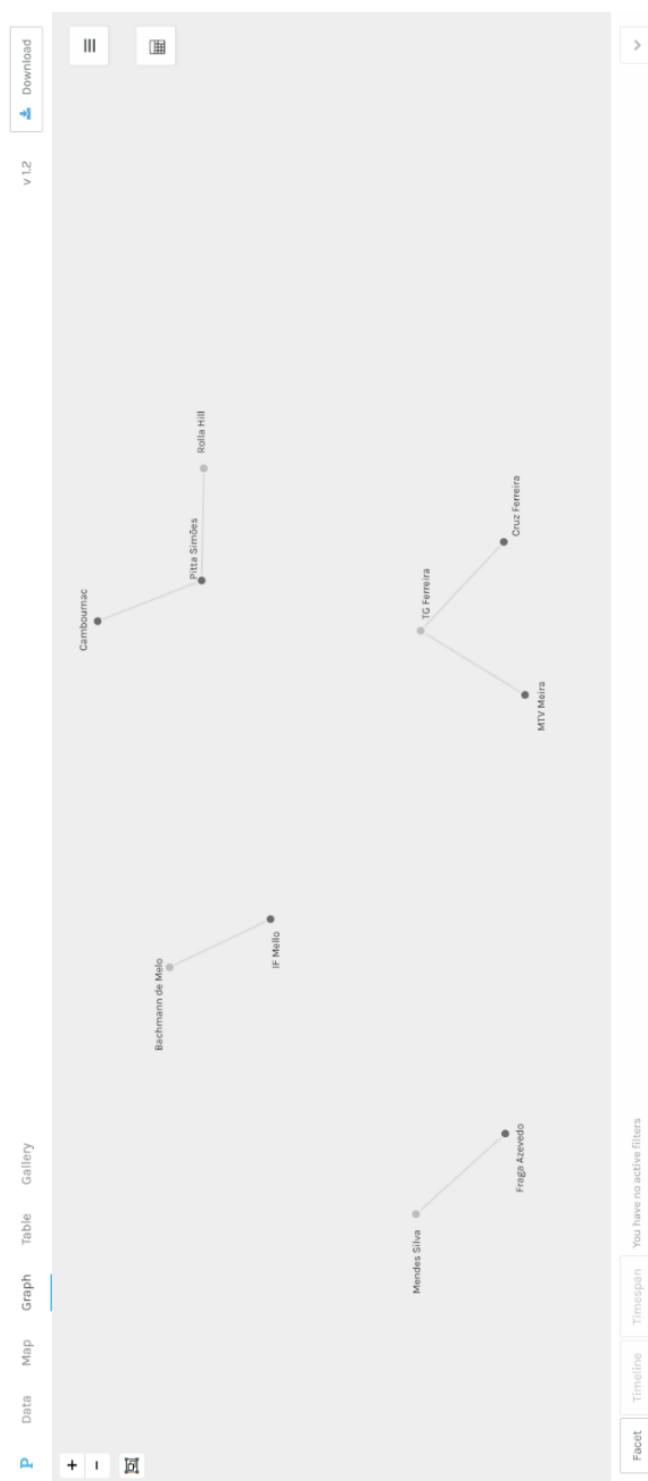 P Data Map Graph Table Gallery v 1.2 Download
+
−
Cambournac
Pitta Simões
Rolla Hill
Bachmann de Melo
IF Mello
TG Ferreira
Cruz Ferreira
MTV Meira
Mendes Silva
Fraga Azevedo
Facet Timeline Timespan You have no active filters